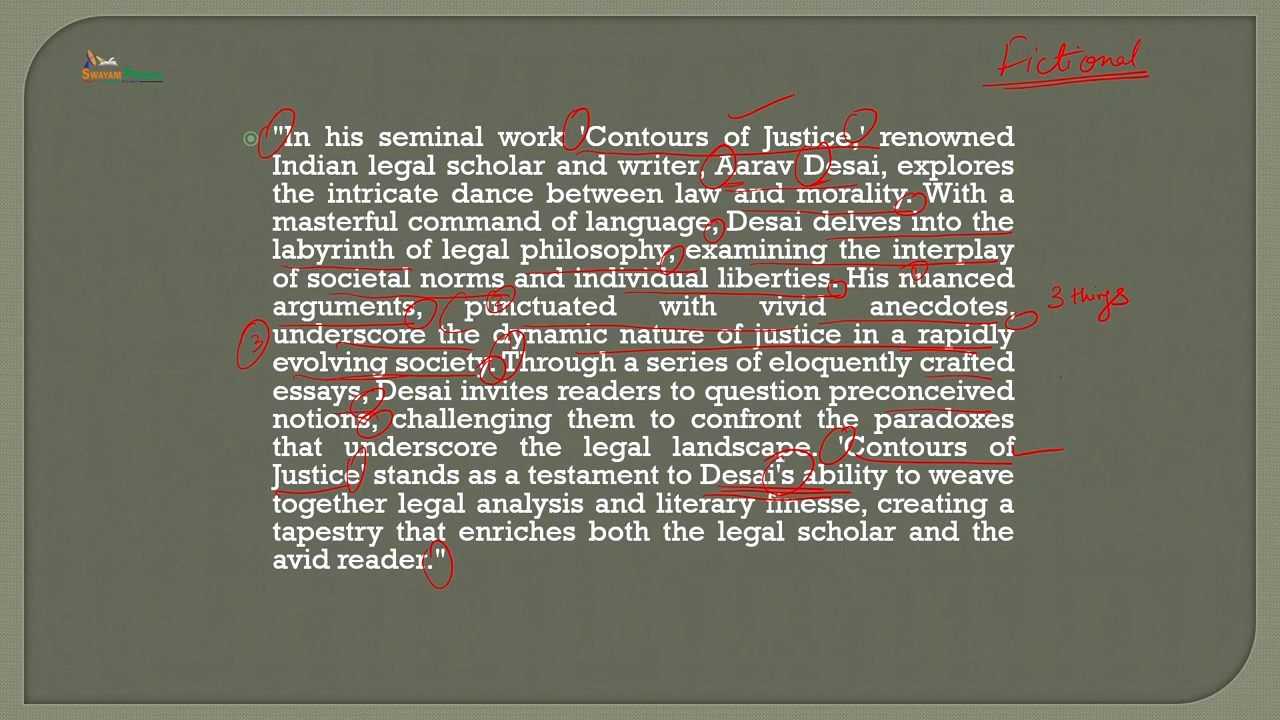 Fictional
SWAYAM PRABHA
"In his seminal work 'Contours of Justice,' renowned
Indian legal scholar and writer, Aarav Desai, explores
the intricate dance between law and morality. With a
masterful command of language, Desai delves into the
labyrinth of legal philosophy, examining the interplay
of societal norms and individual liberties. His nuanced
arguments, punctuated with vivid anecdotes,
3 things
2
underscore the dynamic nature of justice in a rapidly
3
evolving society. Through a series of eloquently crafted
essays, Desai invites readers to question preconceived
notions, challenging them to confront the paradoxes
that underscore the legal landscape. 'Contours of
Justice' stands as a testament to Desai's ability to weave
together legal analysis and literary finesse, creating a
tapestry that enriches both the legal scholar and the
avid reader."